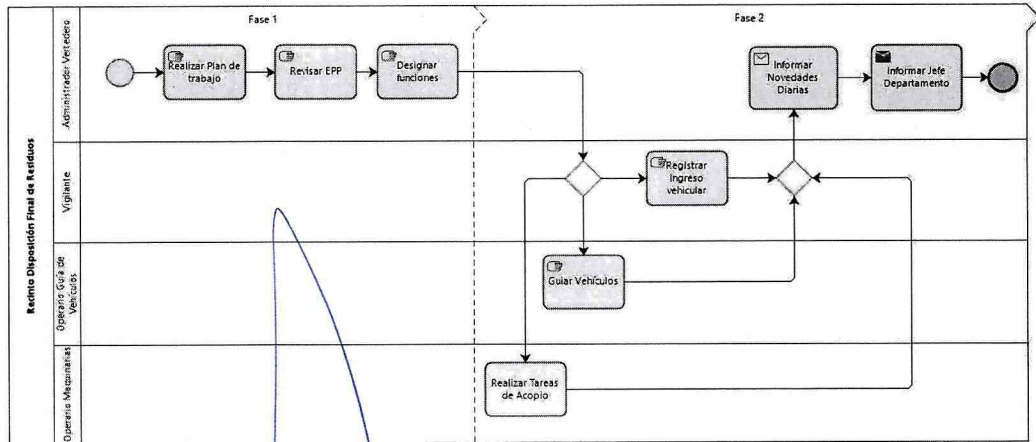 Fase 1
Fase 2
Recinto Disposición Final de Residuos
Administrador Vertedero
Realizar Plan de
trabajo
Revisar EPP
Designar
funciones
Informar
Novedades
Diarias
Informar Jefe
Departamento
Vigilante
Registrar
Ingreso
vehicular
Operario Guía de
Vehículos
Guiar Vehículos
Operario Maquinarias
Realizar Tareas
de Acopio